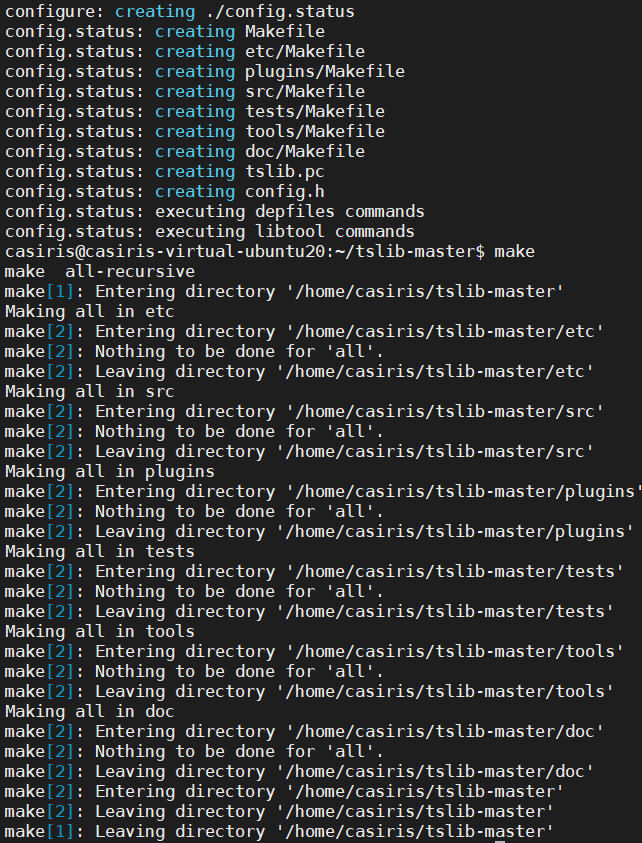 configure: creating ./config.status
config.status: creating Makefile
config.status: creating etc/Makefile
config.status: creating plugins/Makefile
config.status: creating src/Makefile
config.status: creating tests/Makefile
config.status: creating tools/Makefile
config.status: creating doc/Makefile
config.status: creating tslib.pc
config.status: creating config.h
config.status: executing depfiles commands
config.status: executing libtool commands
casiris@casiris-virtual-ubuntu20:~/tslib-master$ make
make  all-recursive
make[1]: Entering directory '/home/casiris/tslib-master'
Making all in etc
make[2]: Entering directory '/home/casiris/tslib-master/etc'
make[2]: Nothing to be done for 'all'.
make[2]: Leaving directory '/home/casiris/tslib-master/etc'
Making all in src
make[2]: Entering directory '/home/casiris/tslib-master/src'
make[2]: Nothing to be done for 'all'.
make[2]: Leaving directory '/home/casiris/tslib-master/src'
Making all in plugins
make[2]: Entering directory '/home/casiris/tslib-master/plugins'
make[2]: Nothing to be done for 'all'.
make[2]: Leaving directory '/home/casiris/tslib-master/plugins'
Making all in tests
make[2]: Entering directory '/home/casiris/tslib-master/tests'
make[2]: Nothing to be done for 'all'.
make[2]: Leaving directory '/home/casiris/tslib-master/tests'
Making all in tools
make[2]: Entering directory '/home/casiris/tslib-master/tools'
make[2]: Nothing to be done for 'all'.
make[2]: Leaving directory '/home/casiris/tslib-master/tools'
Making all in doc
make[2]: Entering directory '/home/casiris/tslib-master/doc'
make[2]: Nothing to be done for 'all'.
make[2]: Leaving directory '/home/casiris/tslib-master/doc'
make[2]: Entering directory '/home/casiris/tslib-master'
make[2]: Leaving directory '/home/casiris/tslib-master'
make[1]: Leaving directory '/home/casiris/tslib-master'